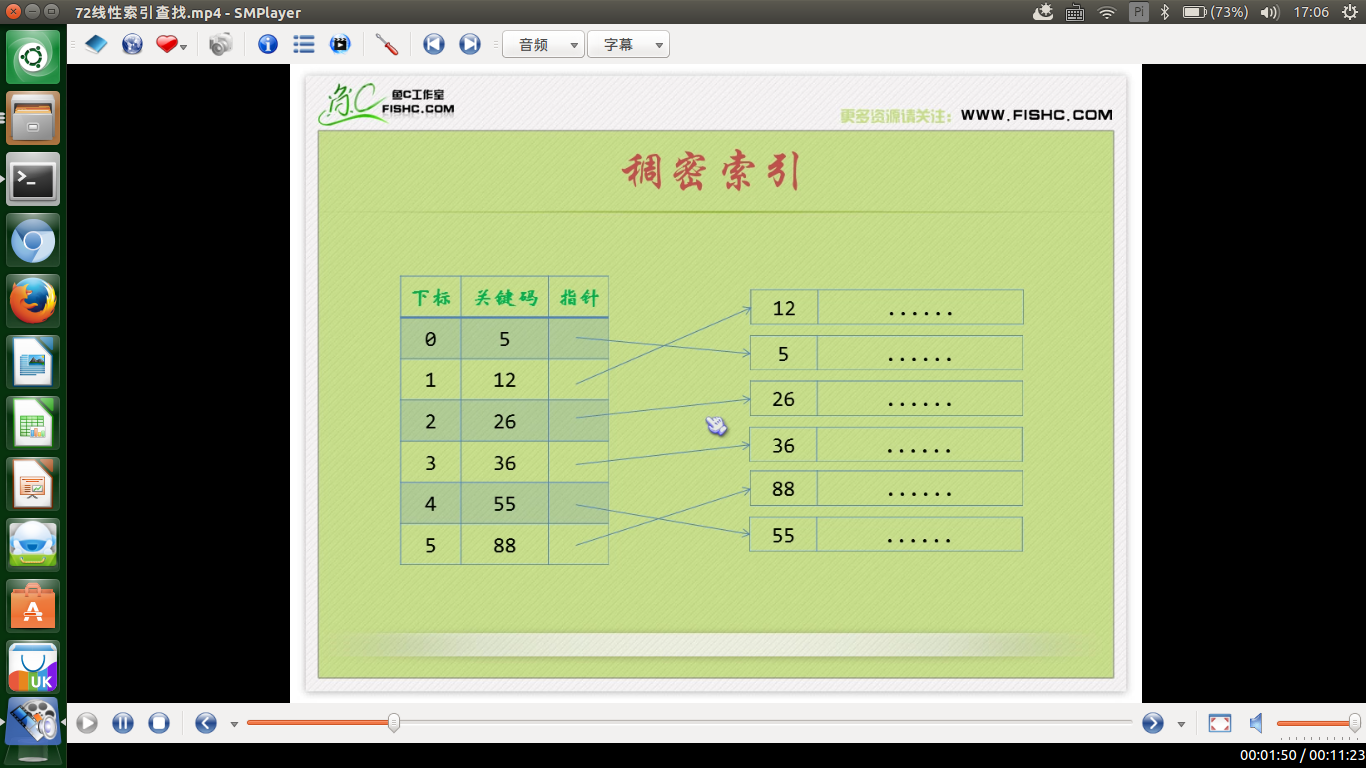 72线性索引查找.mp4 - SMPlayer
Pi (73%) 17:06
音频 字幕
鱼C 鱼C工作室
FISHC.COM
更多资源请关注: WWW.FISHC.COM
稠密索引
下标 关键码 指针
0 5
1 12
2 26
3 36
4 55
5 88
12 ......
5 ......
26 ......
36 ......
88 ......
55 ......
A
UK
00:01:50 / 00:11:23